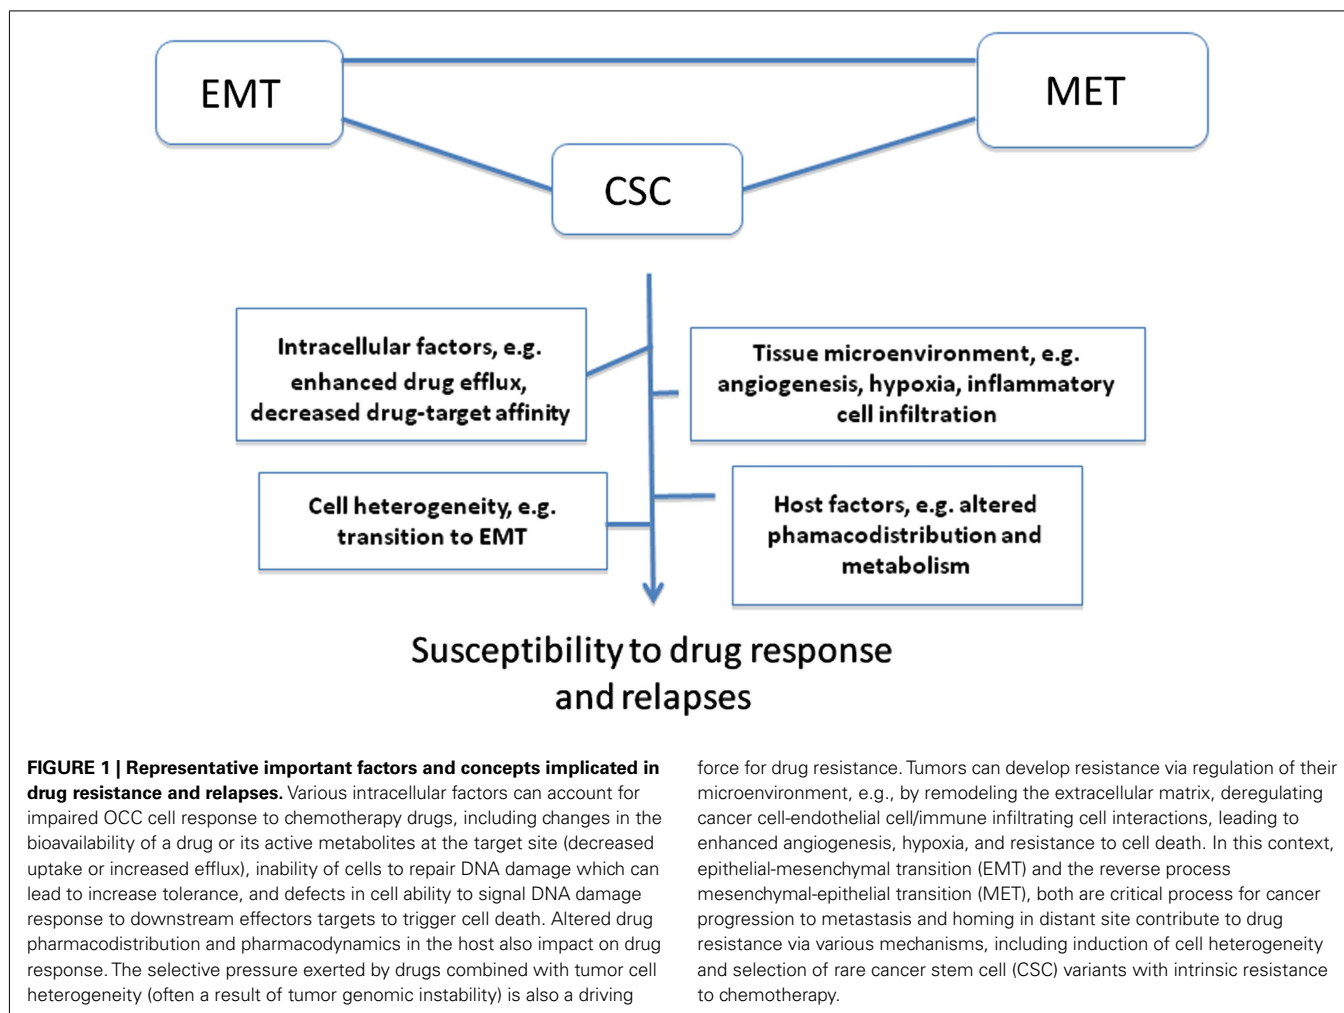 EMT
MET
CSC
Intracellular factors, e.g.
enhanced drug efflux,
decreased drug-target affinity
Tissue microenvironment, e.g.
angiogenesis, hypoxia, inflammatory
cell infiltration
Cell heterogeneity, e.g.
transition to EMT
Host factors, e.g. altered
phamacodistribution and
metabolism
Susceptibility to drug response
and relapses
FIGURE 1 | Representative important factors and concepts implicated in
drug resistance and relapses. Various intracellular factors can account for
impaired OCC cell response to chemotherapy drugs, including changes in the
bioavailability of a drug or its active metabolites at the target site (decreased
uptake or increased efflux), inability of cells to repair DNA damage which can
lead to increase tolerance, and defects in cell ability to signal DNA damage
response to downstream effectors targets to trigger cell death. Altered drug
pharmacodistribution and pharmacodynamics in the host also impact on drug
response. The selective pressure exerted by drugs combined with tumor cell
heterogeneity (often a result of tumor genomic instability) is also a driving
force for drug resistance. Tumors can develop resistance via regulation of their
microenvironment, e.g., by remodeling the extracellular matrix, deregulating
cancer cell-endothelial cell/immune infiltrating cell interactions, leading to
enhanced angiogenesis, hypoxia, and resistance to cell death. In this context,
epithelial-mesenchymal transition (EMT) and the reverse process
mesenchymal-epithelial transition (MET), both are critical process for cancer
progression to metastasis and homing in distant site contribute to drug
resistance via various mechanisms, including induction of cell heterogeneity
and selection of rare cancer stem cell (CSC) variants with intrinsic resistance
to chemotherapy.